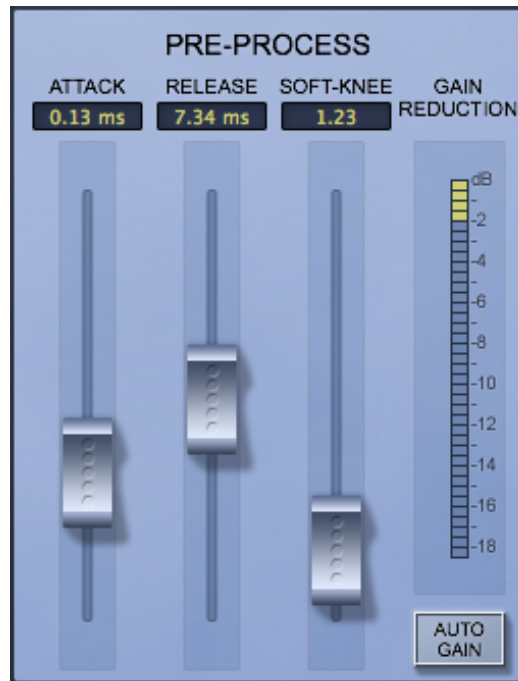 PRE-PROCESS
ATTACK RELEASE SOFT-KNEE GAIN
REDUCTION
0.13 ms 7.34 ms 1.23
dB
-
-2
-
-4
-
-6
-
-8
-
-10
-
-12
-
-14
-
-16
-
-18
AUTO
GAIN